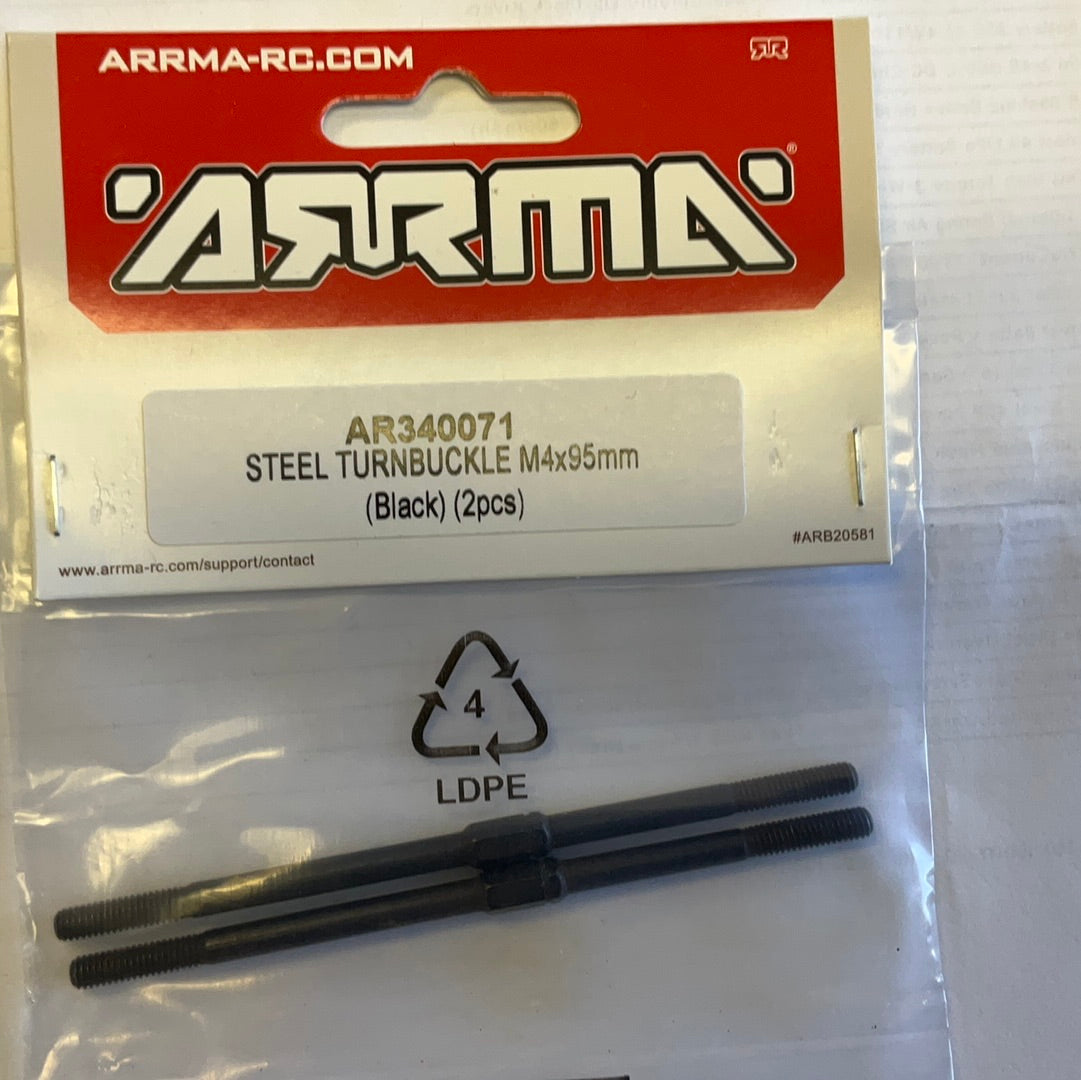 ARRMA-RC.COM
ARRMA®
AR340071
STEEL TURNBUCKLE M4x95mm
(Black) (2pcs)
#ARB20581
www.arrma-rc.com/support/contact
4
LDPE